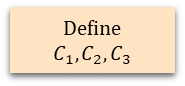 Define
C₁, C₂, C₃